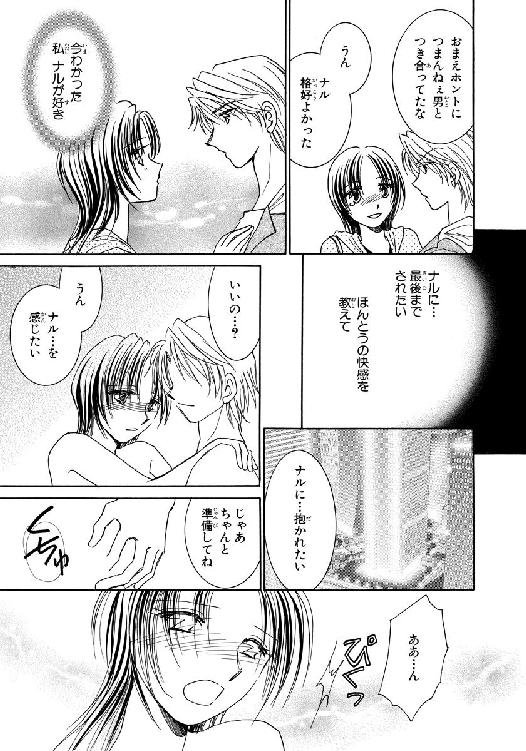 おまえホントに
つまんねぇ男と
つき合ってたな
うん
ナル
格好よかった
今わかった
私 ナルが好き
ナルに…
最後まで
されたい
ほんとうの快感を
教えて
ナルに…抱かれたい
いいの…?
うん
ナル…を
感じたい
じゃあ
ちゃんと
準備してね
くちゅ
ああ…ん
ぴくっ